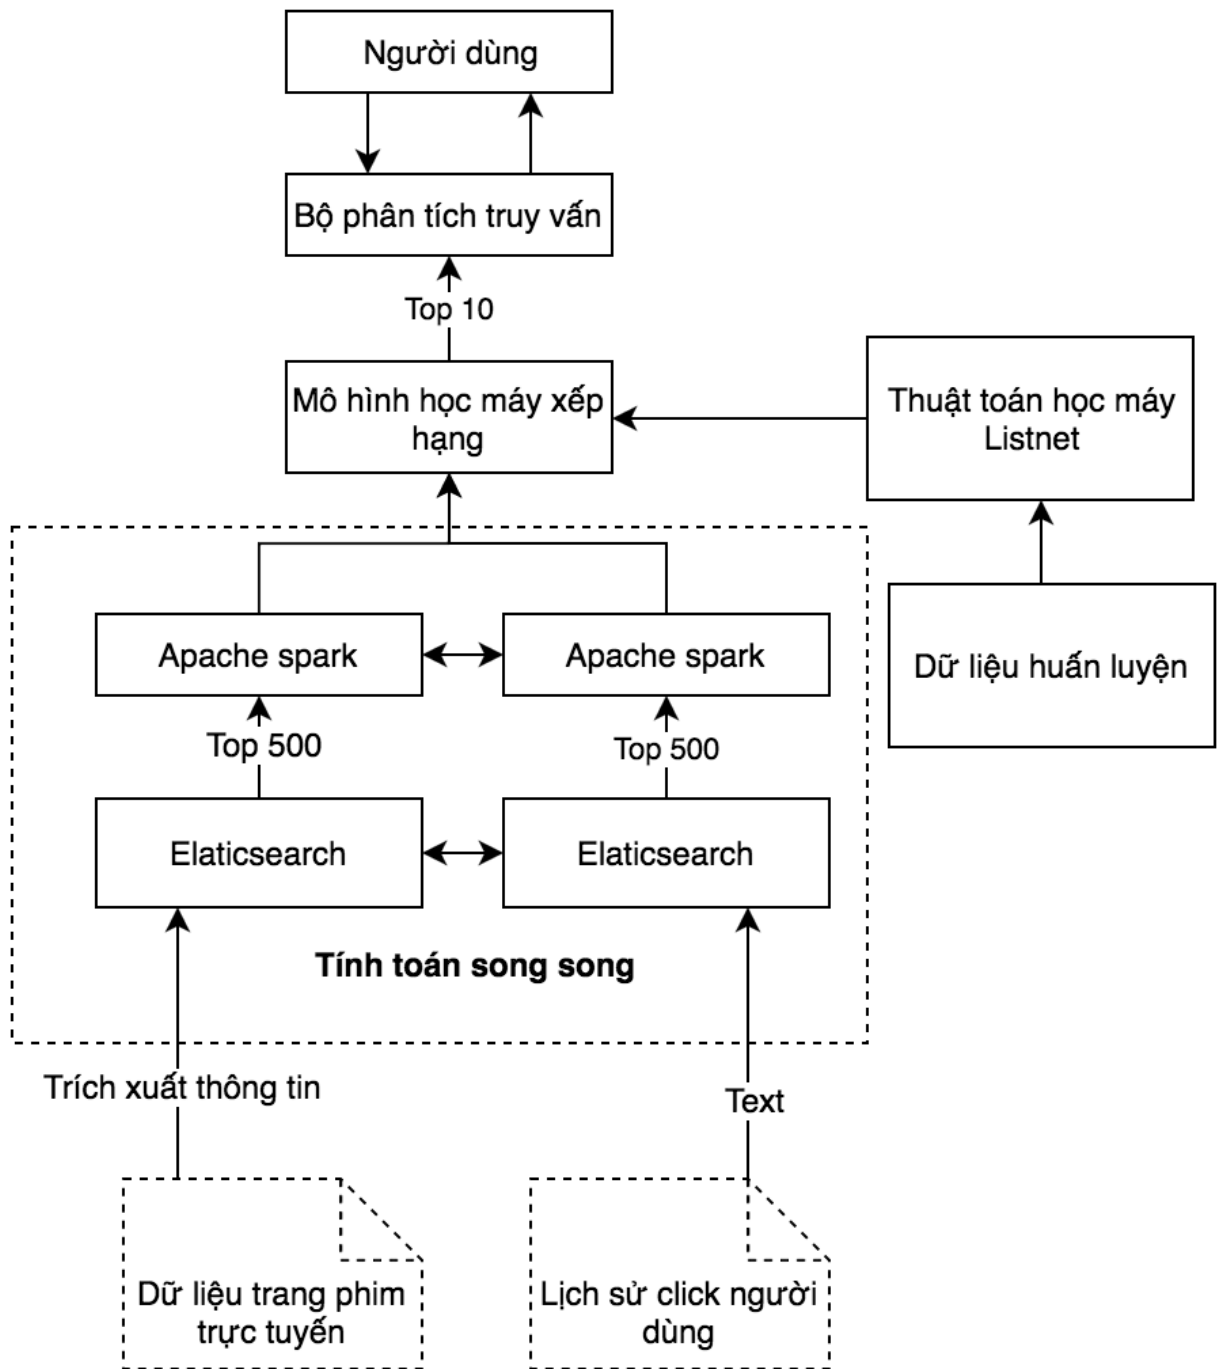 Người dùng
Bộ phân tích truy vấn
Top 10
Mô hình học máy xếp
hạng
Thuật toán học máy
Listnet
Apache spark
Apache spark
Dữ liệu huấn luyện
Top 500
Top 500
Elaticsearch
Elaticsearch
Tính toán song song
Trích xuất thông tin
Text
Dữ liệu trang phim
trực tuyến
Lịch sử click người
dùng